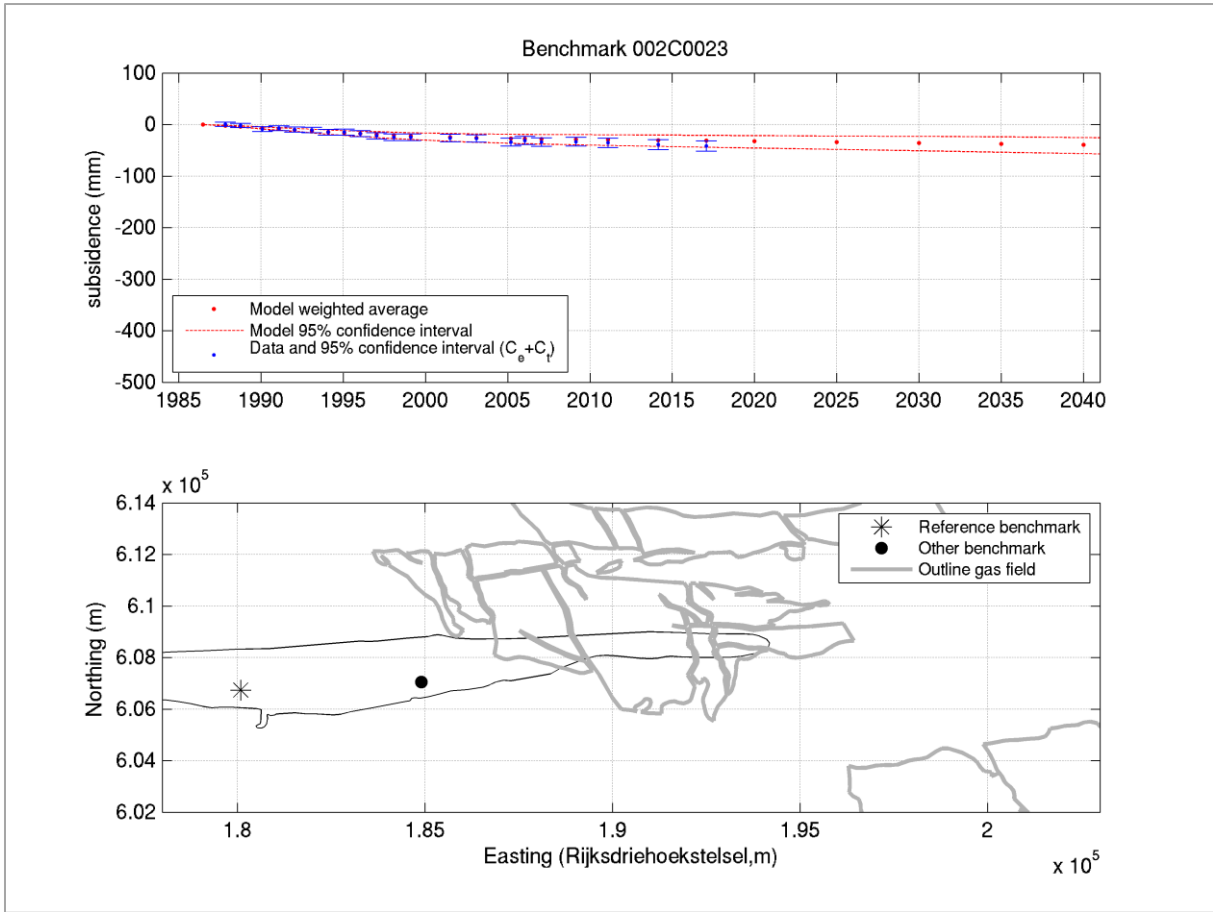 Benchmark 002C0023
100
0
-100
-200
-300
-400
-500
subsidence (mm)
Model weighted average
Model 95% confidence interval
Data and 95% confidence interval (C_e+C_t)
1985 1990 1995 2000 2005 2010 2015 2020 2025 2030 2035 2040
x 10^5
6.14
6.12
6.1
6.08
6.06
6.04
6.02
Northing (m)
Reference benchmark
Other benchmark
Outline gas field
1.8 1.85 1.9 1.95 2
Easting (Rijksdriehoekstelsel,m)
x 10^5